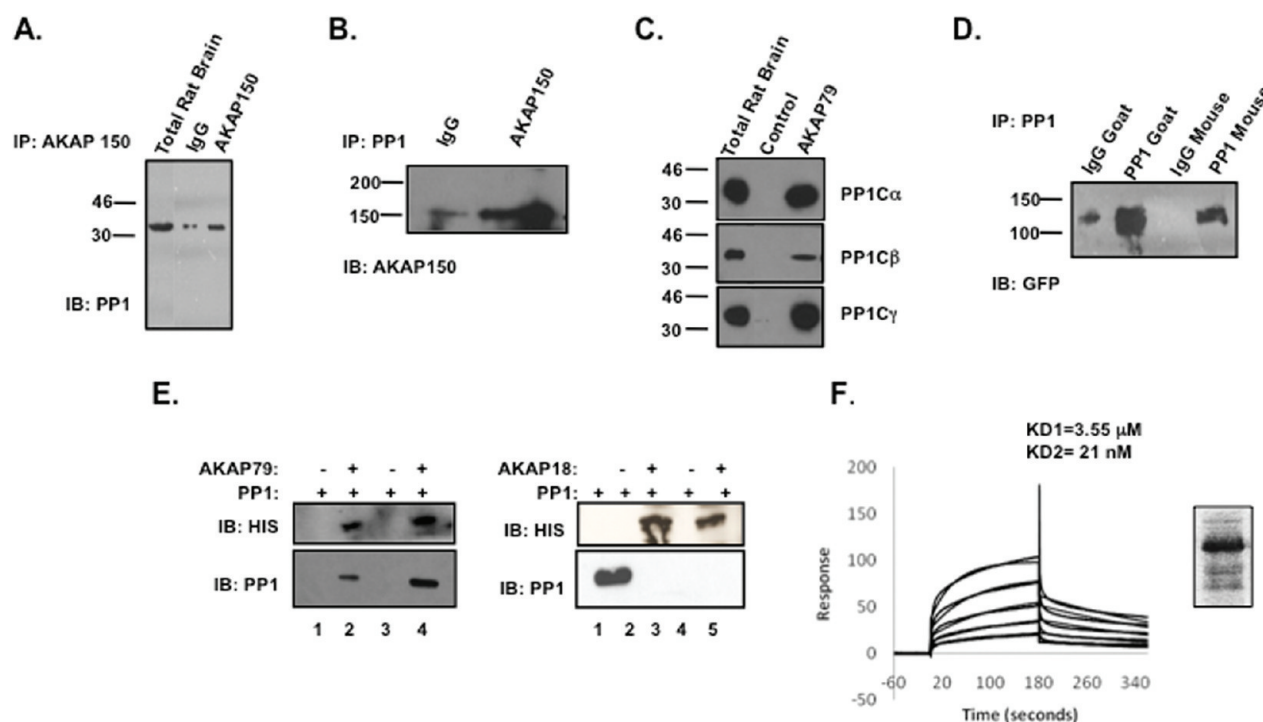 A.
Total Rat Brain
IgG
AKAP150
IP: AKAP 150
46
30
IB: PP1
B.
IgG
AKAP150
IP: PP1
200
150
IB: AKAP150
C.
Total Rat Brain
Control
AKAP79
46
30
PP1Cα
46
30
PP1Cβ
46
30
PP1Cγ
D.
IP: PP1
IgG Goat
PP1 Goat
IgG Mouse
PP1 Mouse
150
100
IB: GFP
E.
AKAP79: - + - +
PP1: + + + +
IB: HIS
IB: PP1
1 2 3 4
AKAP18: - + - +
PP1: + + + + +
IB: HIS
IB: PP1
1 2 3 4 5
F.
KD1=3.55 μM
KD2= 21 nM
200
150
100
50
0
-50
Response
-60 20 100 180 260 340
Time (seconds)